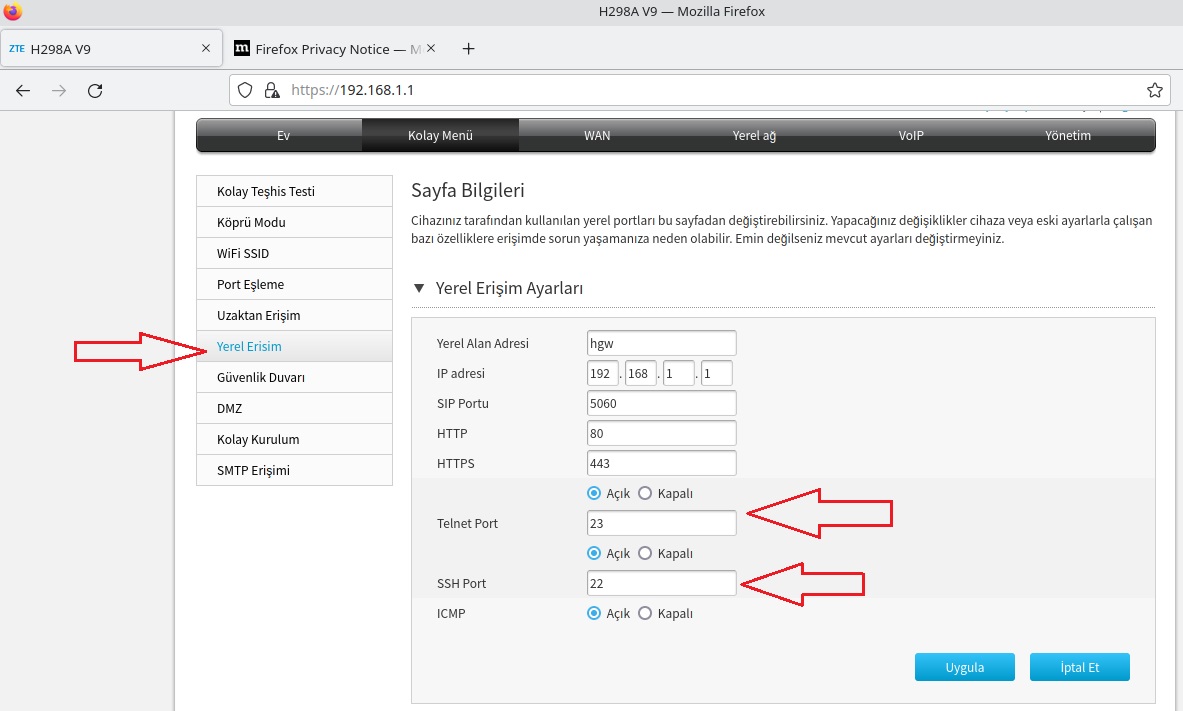 H298A V9 — Mozilla Firefox
ZTE H298A V9
m Firefox Privacy Notice — M
https://192.168.1.1
Ev Kolay Menü WAN Yerel ağ VoIP Yönetim
Kolay Teşhis Testi
Köprü Modu
WiFi SSID
Port Eşleme
Uzaktan Erişim
Yerel Erisim
Güvenlik Duvarı
DMZ
Kolay Kurulum
SMTP Erişimi
Sayfa Bilgileri
Cihazınız tarafından kullanılan yerel portları bu sayfadan değiştirebilirsiniz. Yapacağınız değişiklikler cihaza veya eski ayarlarla çalışan
bazı özelliklere erişimde sorun yaşamanıza neden olabilir. Emin değilseniz mevcut ayarları değiştirmeyiniz.
Yerel Erişim Ayarları
Yerel Alan Adresi hgw
IP adresi 192 . 168 . 1 . 1
SIP Portu 5060
HTTP 80
HTTPS 443
Açık Kapalı
Telnet Port 23
Açık Kapalı
SSH Port 22
ICMP Açık Kapalı
Uygula İptal Et